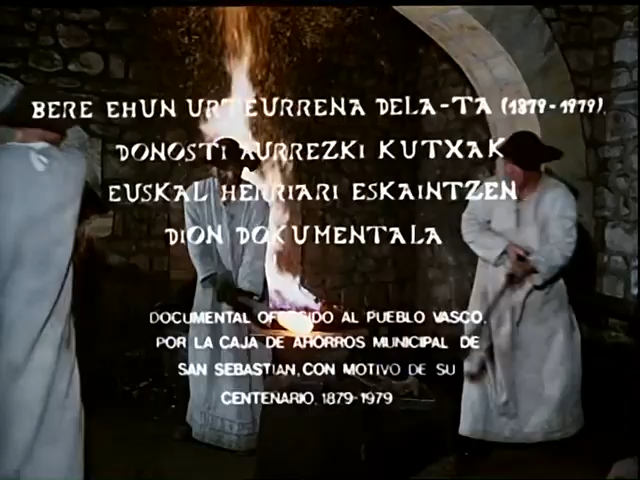 BERE EHUN URTEURRENA DELA-TA (1879-1979),
DONOSTI AURREZKI KUTXAK
EUSKAL HERRIARI ESKAINTZEN
DION DOKUMENTALA
DOCUMENTAL OFRECIDO AL PUEBLO VASCO,
POR LA CAJA DE AHORROS MUNICIPAL DE
SAN SEBASTIAN, CON MOTIVO DE SU
CENTENARIO, 1879-1979